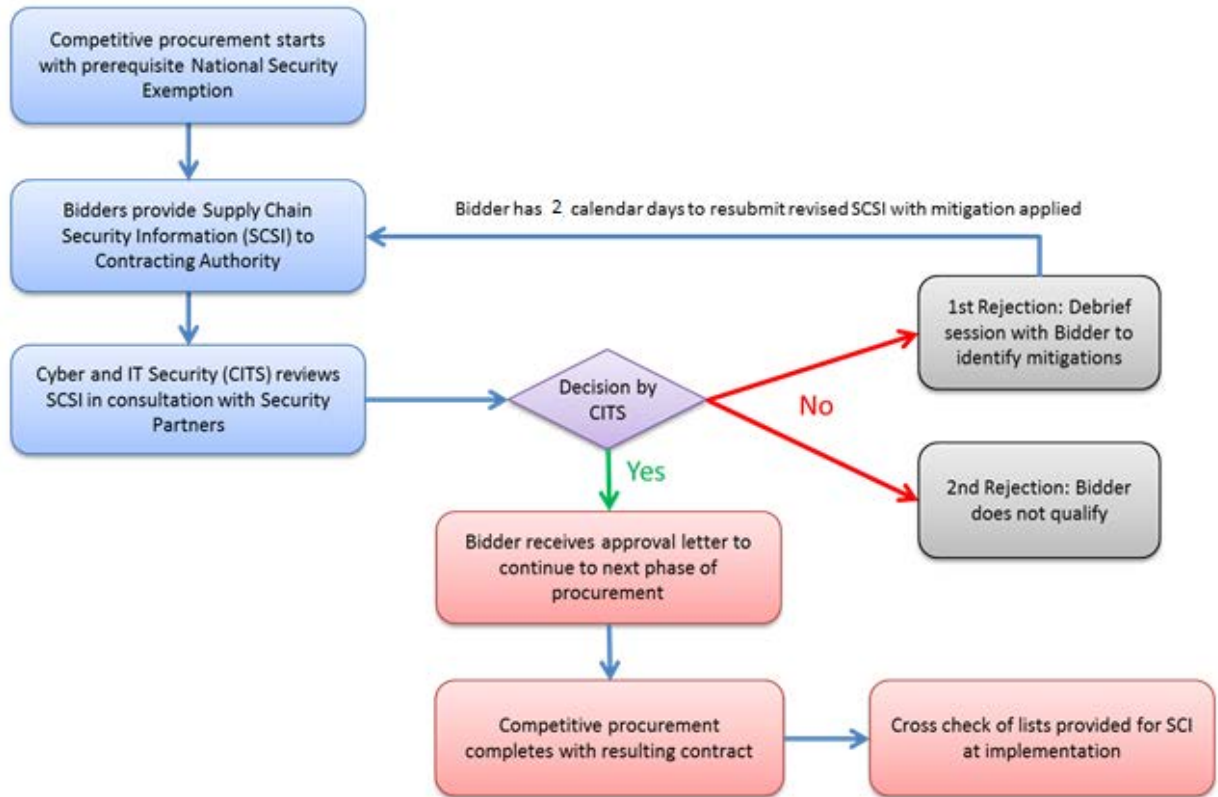 Competitive procurement starts
with prerequisite National Security
Exemption
Bidders provide Supply Chain
Security Information (SCSI) to
Contracting Authority
Bidder has 2 calendar days to resubmit revised SCSI with mitigation applied
Cyber and IT Security (CITS) reviews
SCSI in consultation with Security
Partners
Decision by
CITS
No
1st Rejection: Debrief
session with Bidder to
identify mitigations
2nd Rejection: Bidder
does not qualify
Yes
Bidder receives approval letter to
continue to next phase of
procurement
Competitive procurement
completes with resulting contract
Cross check of lists provided for SCI
at implementation